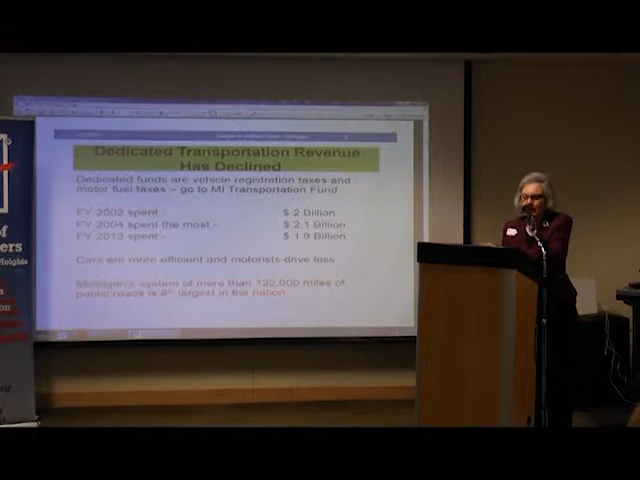 Dedicated Transportation Revenue
Has Declined
Dedicated funds are vehicle registration taxes and
motor fuel taxes – go to MI Transportation Fund
FY 2002 spent - $ 2 Billion
FY 2004 spent the most - $ 2.1 Billion
FY 2013 spent – $ 1.9 Billion
Cars are more efficient and motorists drive less
Michigan's system of more than 122,000 miles of
public roads is 9th largest in the nation
of
ers
Heights